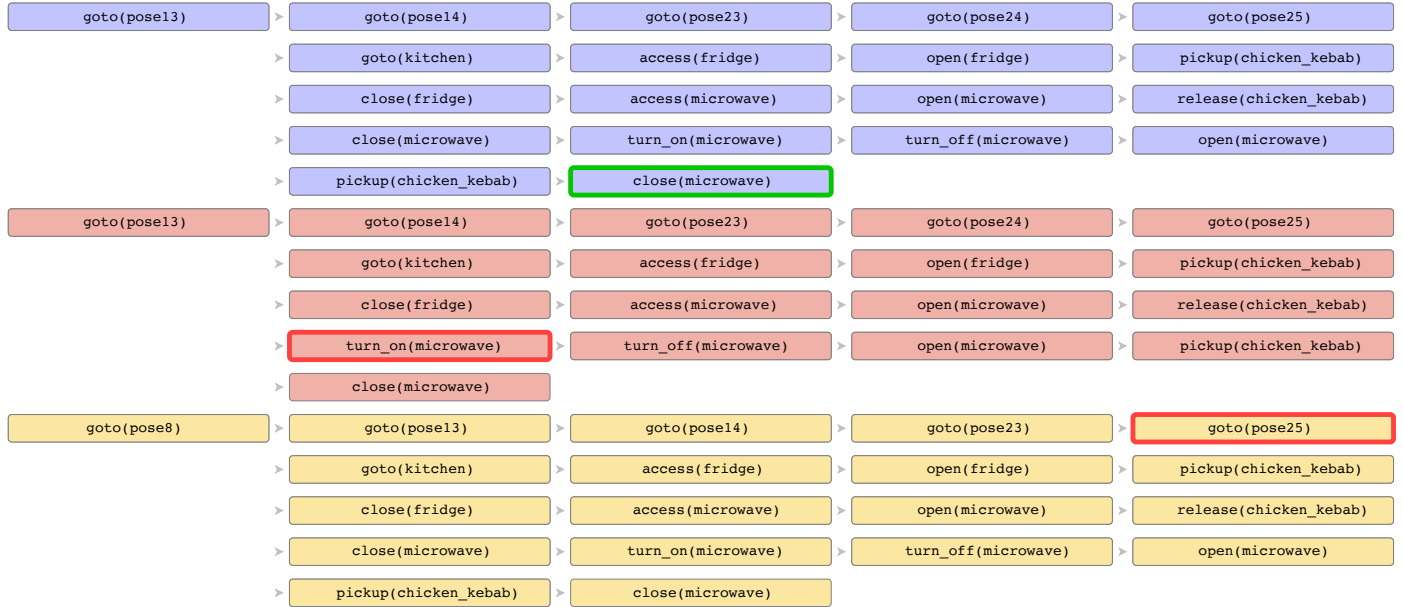 goto(pose13) goto(pose14) goto(pose23) goto(pose24) goto(pose25)
goto(kitchen) access(fridge) open(fridge) pickup(chicken_kebab)
close(fridge) access(microwave) open(microwave) release(chicken_kebab)
close(microwave) turn_on(microwave) turn_off(microwave) open(microwave)
pickup(chicken_kebab) close(microwave)
goto(pose13) goto(pose14) goto(pose23) goto(pose24) goto(pose25)
goto(kitchen) access(fridge) open(fridge) pickup(chicken_kebab)
close(fridge) access(microwave) open(microwave) release(chicken_kebab)
turn_on(microwave) turn_off(microwave) open(microwave) pickup(chicken_kebab)
close(microwave)
goto(pose8) goto(pose13) goto(pose14) goto(pose23) goto(pose25)
goto(kitchen) access(fridge) open(fridge) pickup(chicken_kebab)
close(fridge) access(microwave) open(microwave) release(chicken_kebab)
close(microwave) turn_on(microwave) turn_off(microwave) open(microwave)
pickup(chicken_kebab) close(microwave)